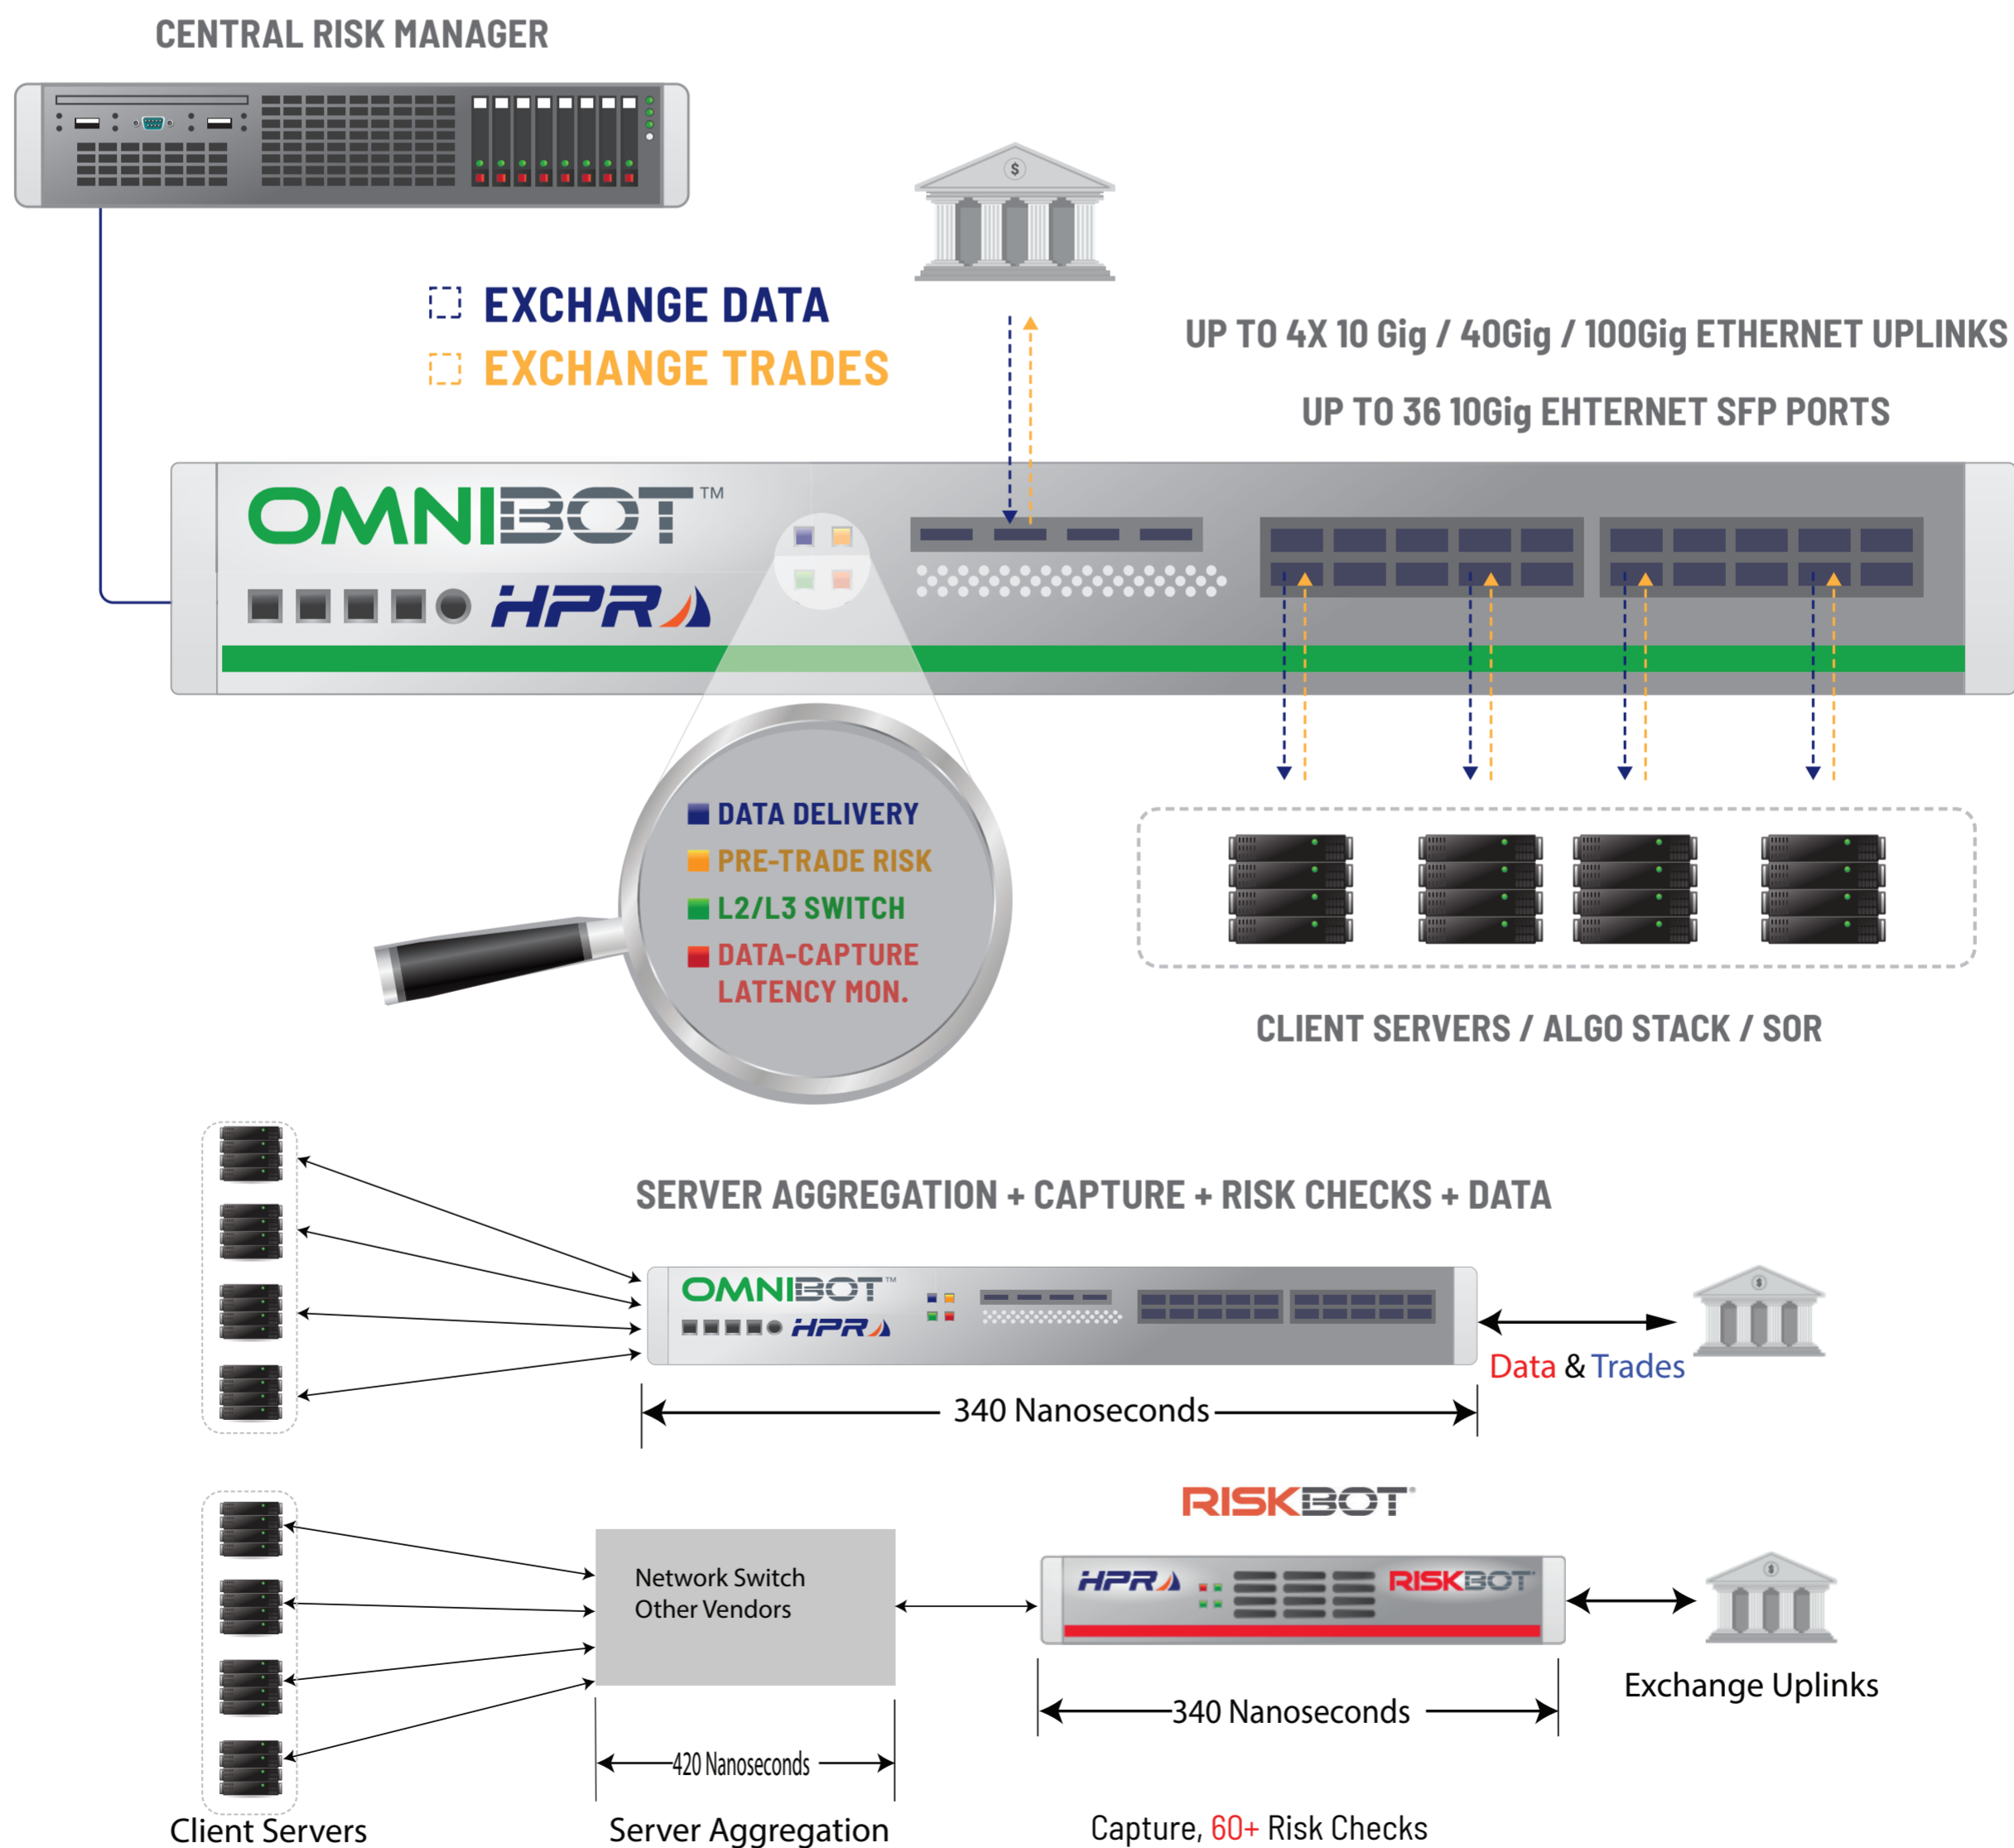 CENTRAL RISK MANAGER
$
EXCHANGE DATA
EXCHANGE TRADES
UP TO 4X 10 Gig / 40Gig / 100Gig ETHERNET UPLINKS
UP TO 36 10Gig EHTERNET SFP PORTS
OMNIBOT™
HPR
DATA DELIVERY
PRE-TRADE RISK
L2/L3 SWITCH
DATA-CAPTURE
LATENCY MON.
CLIENT SERVERS / ALGO STACK / SOR
SERVER AGGREGATION + CAPTURE + RISK CHECKS + DATA
OMNIBOT™
HPR
$
Data & Trades
340 Nanoseconds
RISKBOT®
Network Switch
Other Vendors
HPR
RISKBOT®
$
Exchange Uplinks
340 Nanoseconds
420 Nanoseconds
Client Servers
Server Aggregation
Capture, 60+ Risk Checks